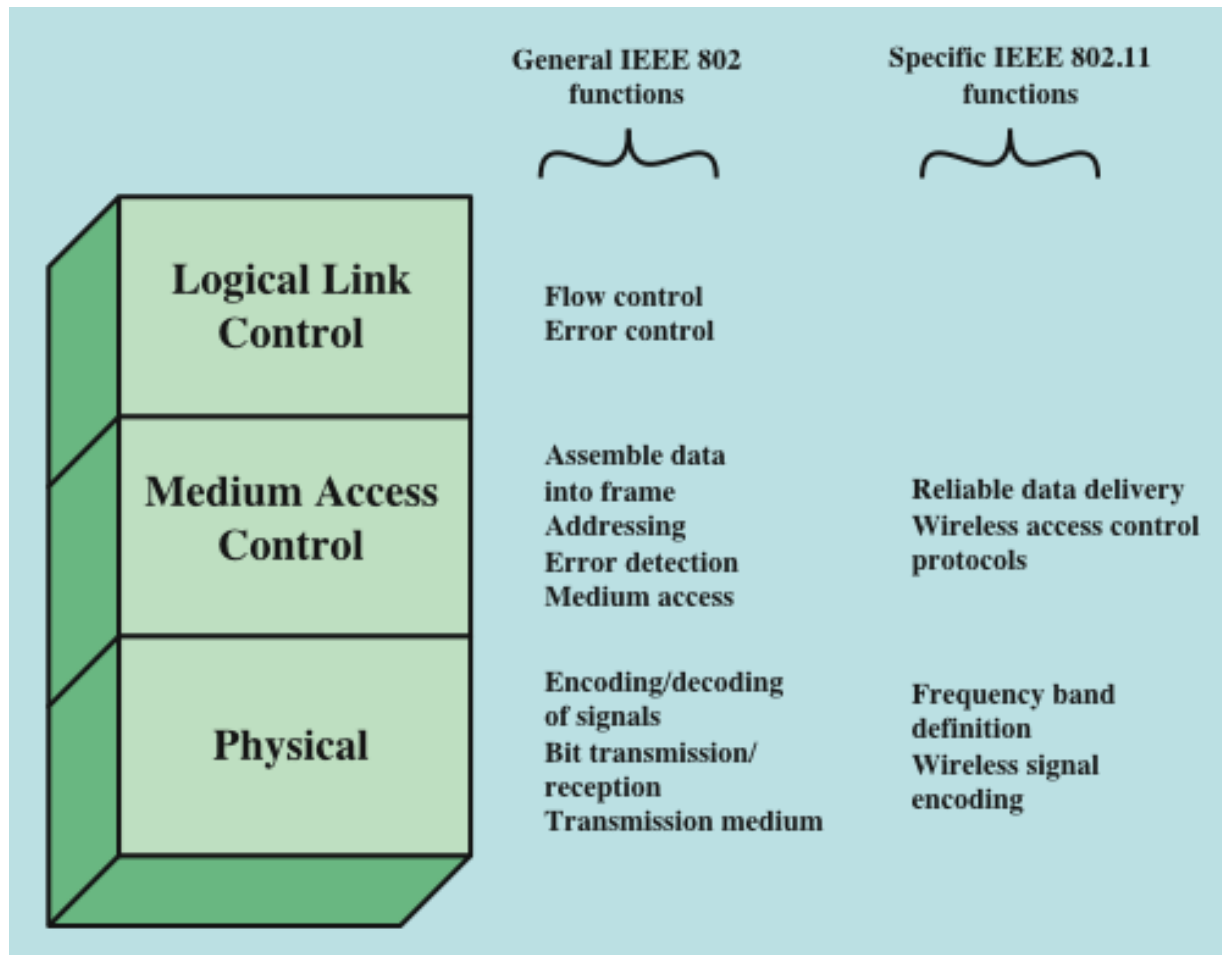 General IEEE 802
functions
Specific IEEE 802.11
functions
Logical Link
Control
Flow control
Error control
Medium Access
Control
Assemble data
into frame
Addressing
Error detection
Medium access
Reliable data delivery
Wireless access control
protocols
Physical
Encoding/decoding
of signals
Bit transmission/
reception
Transmission medium
Frequency band
definition
Wireless signal
encoding